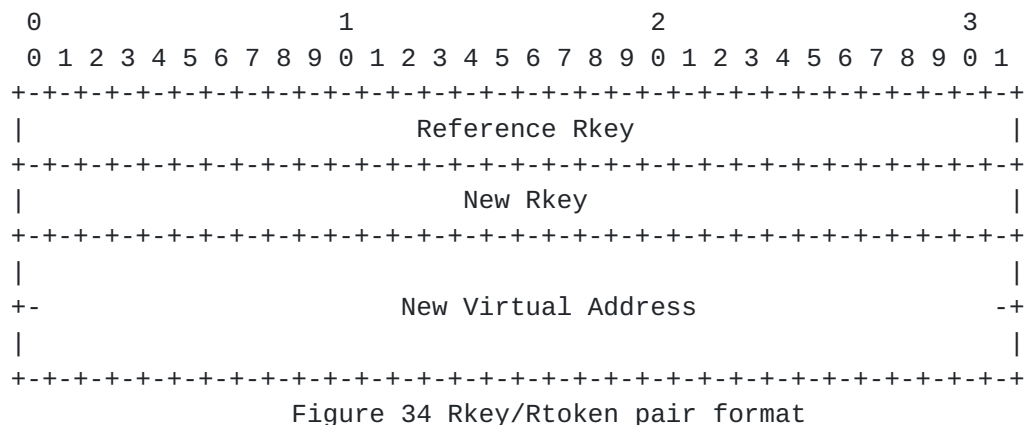 0                   1                   2                   3
 0 1 2 3 4 5 6 7 8 9 0 1 2 3 4 5 6 7 8 9 0 1 2 3 4 5 6 7 8 9 0 1
+-+-+-+-+-+-+-+-+-+-+-+-+-+-+-+-+-+-+-+-+-+-+-+-+-+-+-+-+-+-+-+-+
|                         Reference Rkey                        |
+-+-+-+-+-+-+-+-+-+-+-+-+-+-+-+-+-+-+-+-+-+-+-+-+-+-+-+-+-+-+-+-+
|                            New Rkey                           |
+-+-+-+-+-+-+-+-+-+-+-+-+-+-+-+-+-+-+-+-+-+-+-+-+-+-+-+-+-+-+-+-+
|                                                               |
+-                       New Virtual Address                   -+
|                                                               |
+-+-+-+-+-+-+-+-+-+-+-+-+-+-+-+-+-+-+-+-+-+-+-+-+-+-+-+-+-+-+-+-+
                  Figure 34 Rkey/Rtoken pair format